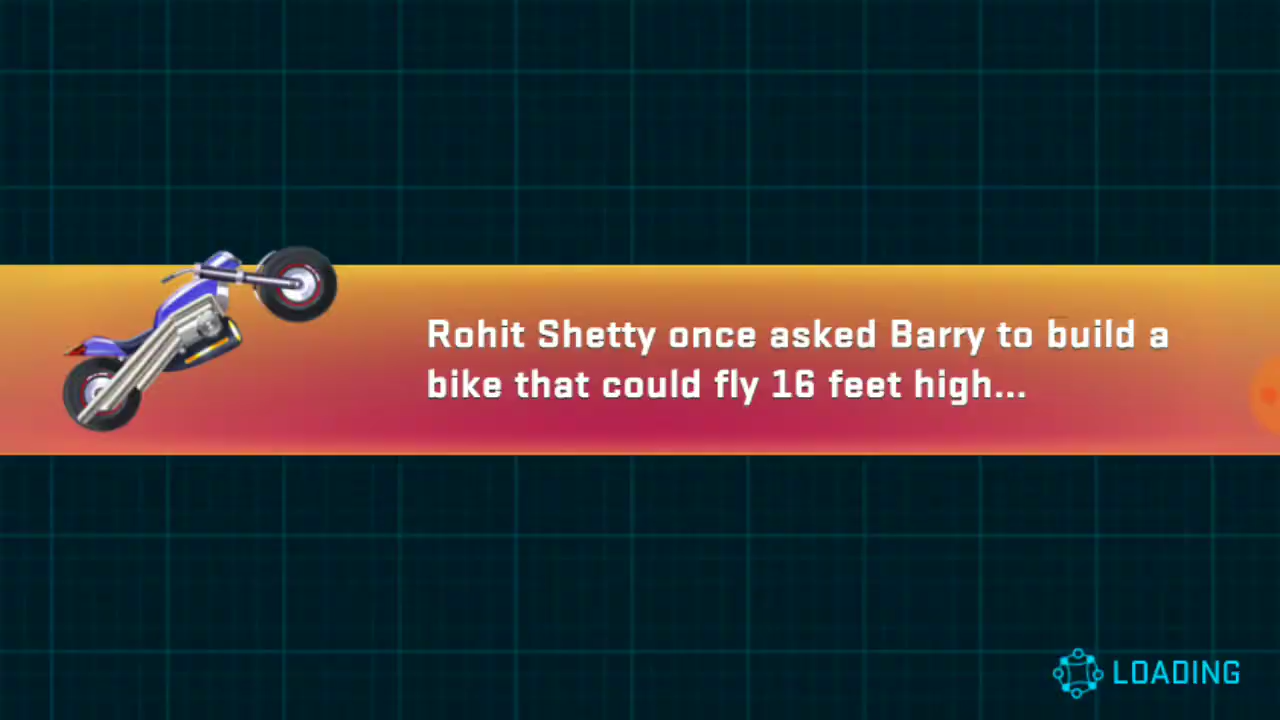 Rohit Shetty once asked Barry to build a
bike that could fly 16 feet high...
LOADING